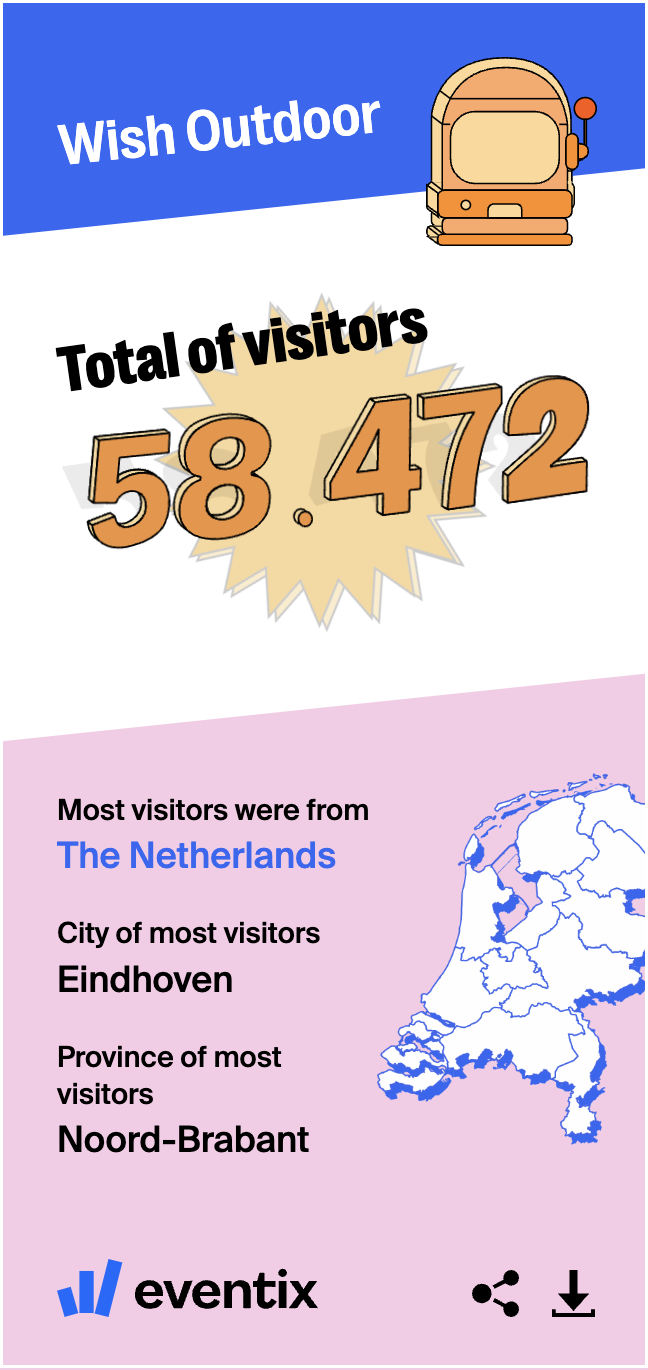 Wish Outdoor
Total of visitors
58.472
Most visitors were from
The Netherlands
City of most visitors
Eindhoven
Province of most
visitors
Noord-Brabant
eventix